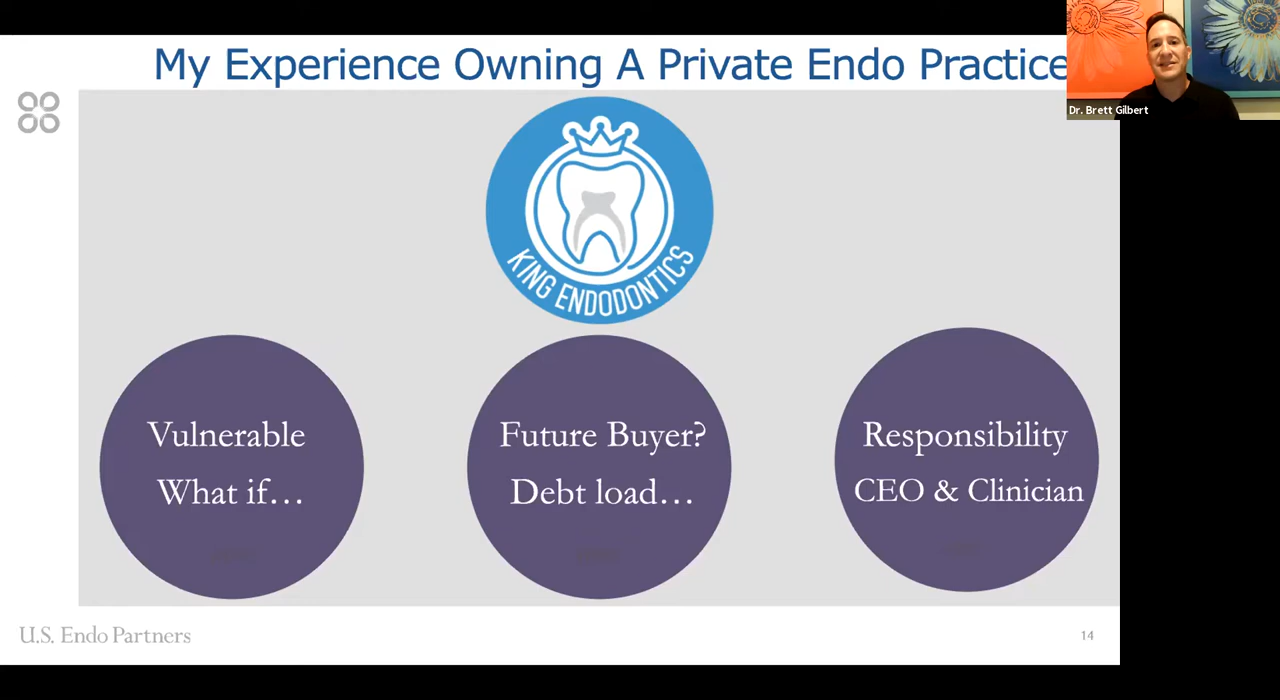 My Experience Owning A Private Endo Practice
Dr. Brett Gilbert
KING ENDODONTICS
Vulnerable
What if…
Future Buyer?
Debt load…
Responsibility
CEO & Clinician
U.S. Endo Partners
14